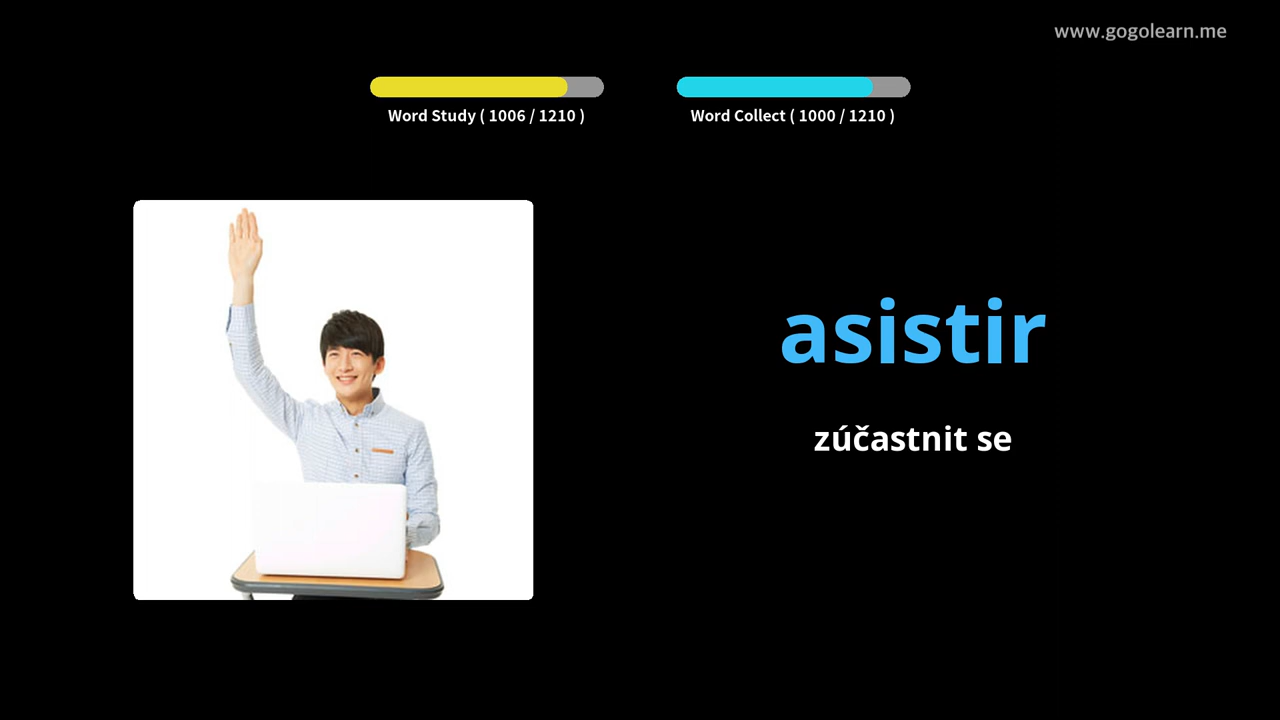 www.gogolearn.me
Word Study ( 1006 / 1210 )
Word Collect ( 1000 / 1210 )
asistir
zúčastnit se